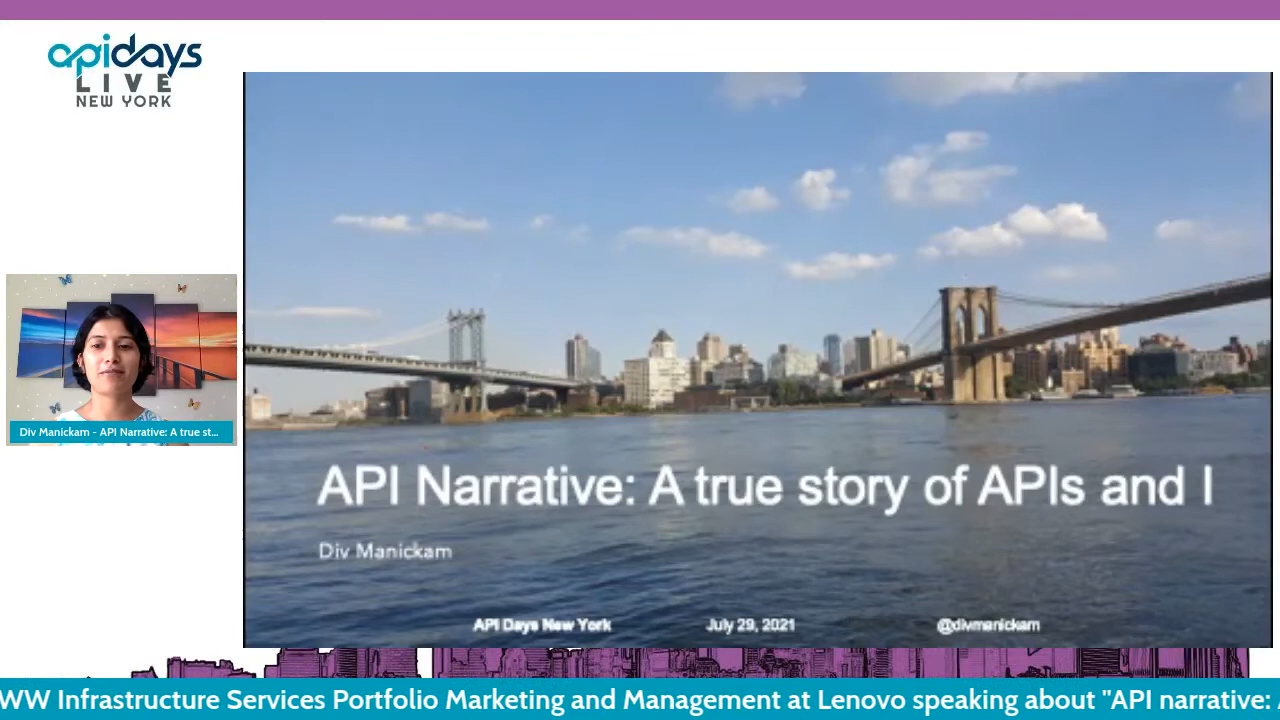 apidays
LIVE
NEW YORK
API Narrative: A true story of APIs and I
Div Manickam
API Days New York
July 29, 2021
@divmanickam
Div Manickam - API Narrative: A true st...
WW Infrastructure Services Portfolio Marketing and Management at Lenovo speaking about "API narrative: